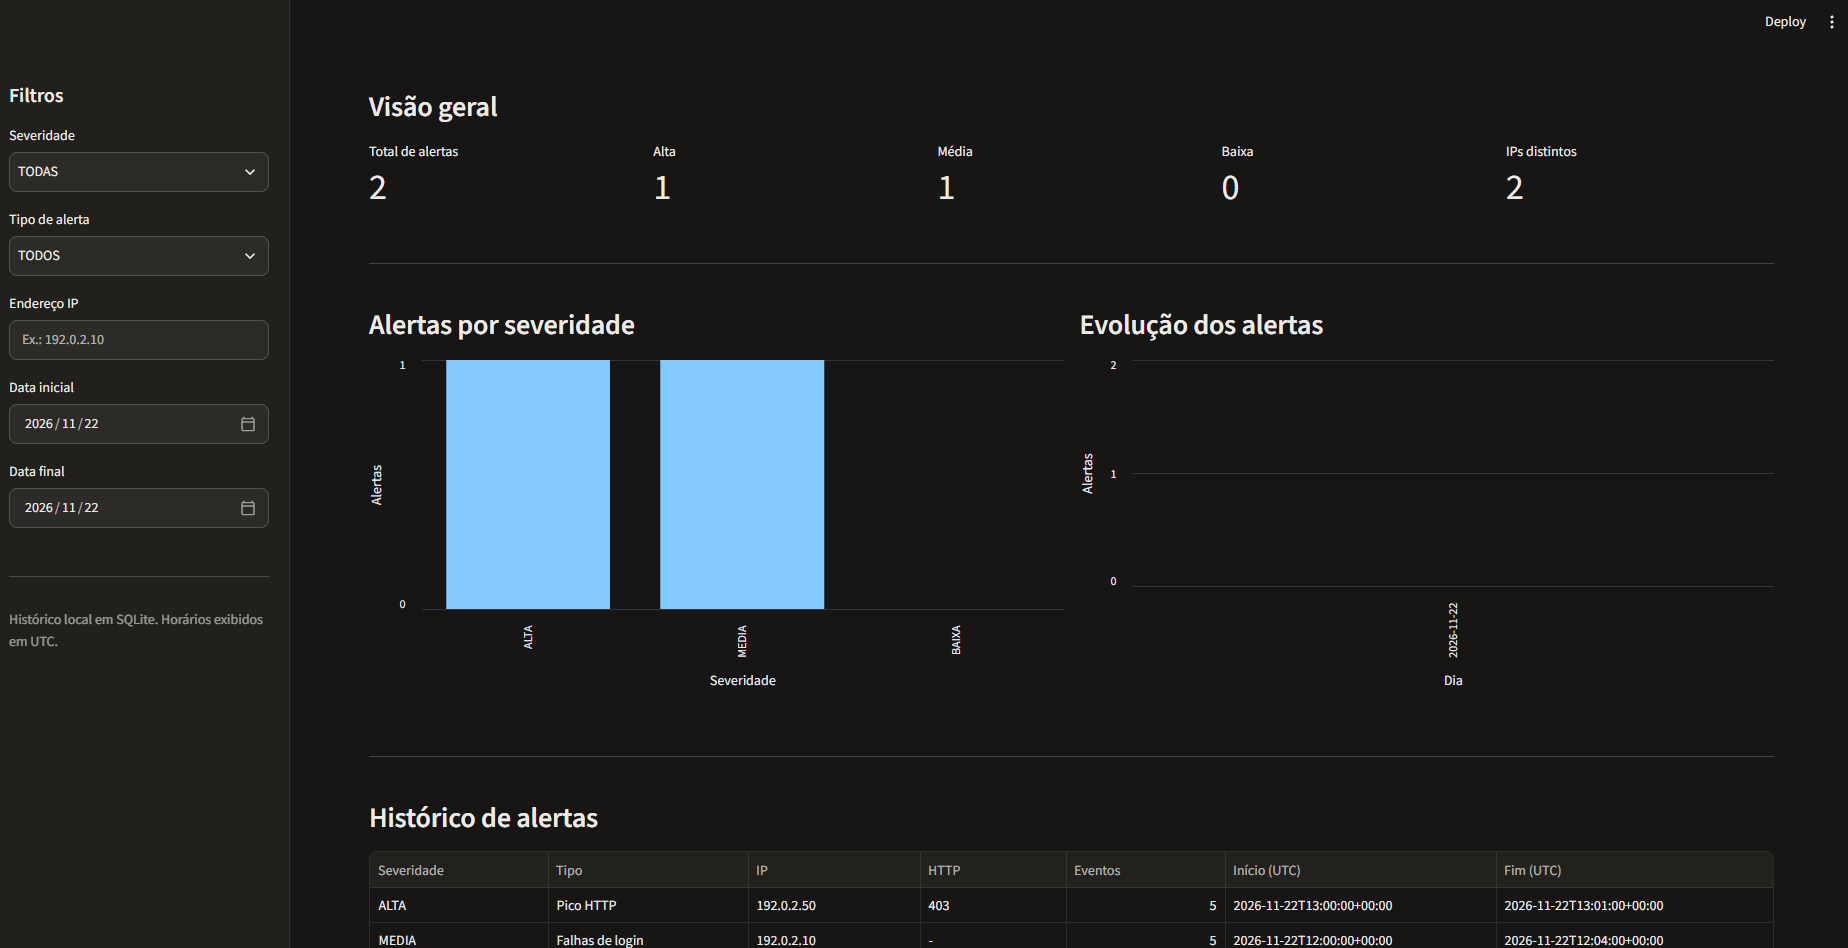 Deploy
Filtros
Severidade
TODAS
Tipo de alerta
TODOS
Endereço IP
Ex.: 192.0.2.10
Data inicial
2026/11/22
Data final
2026/11/22
Histórico local em SQLite. Horários exibidos
em UTC.
Visão geral
Total de alertas Alta Média Baixa IPs distintos
2 1 1 0 2
Alertas por severidade
1
0
Alertas
ALTA MEDIA BAIXA
Severidade
Evolução dos alertas
2
1
0
Alertas
2026-11-22
Dia
Histórico de alertas
Severidade Tipo IP HTTP Eventos Início (UTC) Fim (UTC)
ALTA Pico HTTP 192.0.2.50 403 5 2026-11-22T13:00:00+00:00 2026-11-22T13:01:00+00:00
MEDIA Falhas de login 192.0.2.10 - 5 2026-11-22T12:00:00+00:00 2026-11-22T12:04:00+00:00